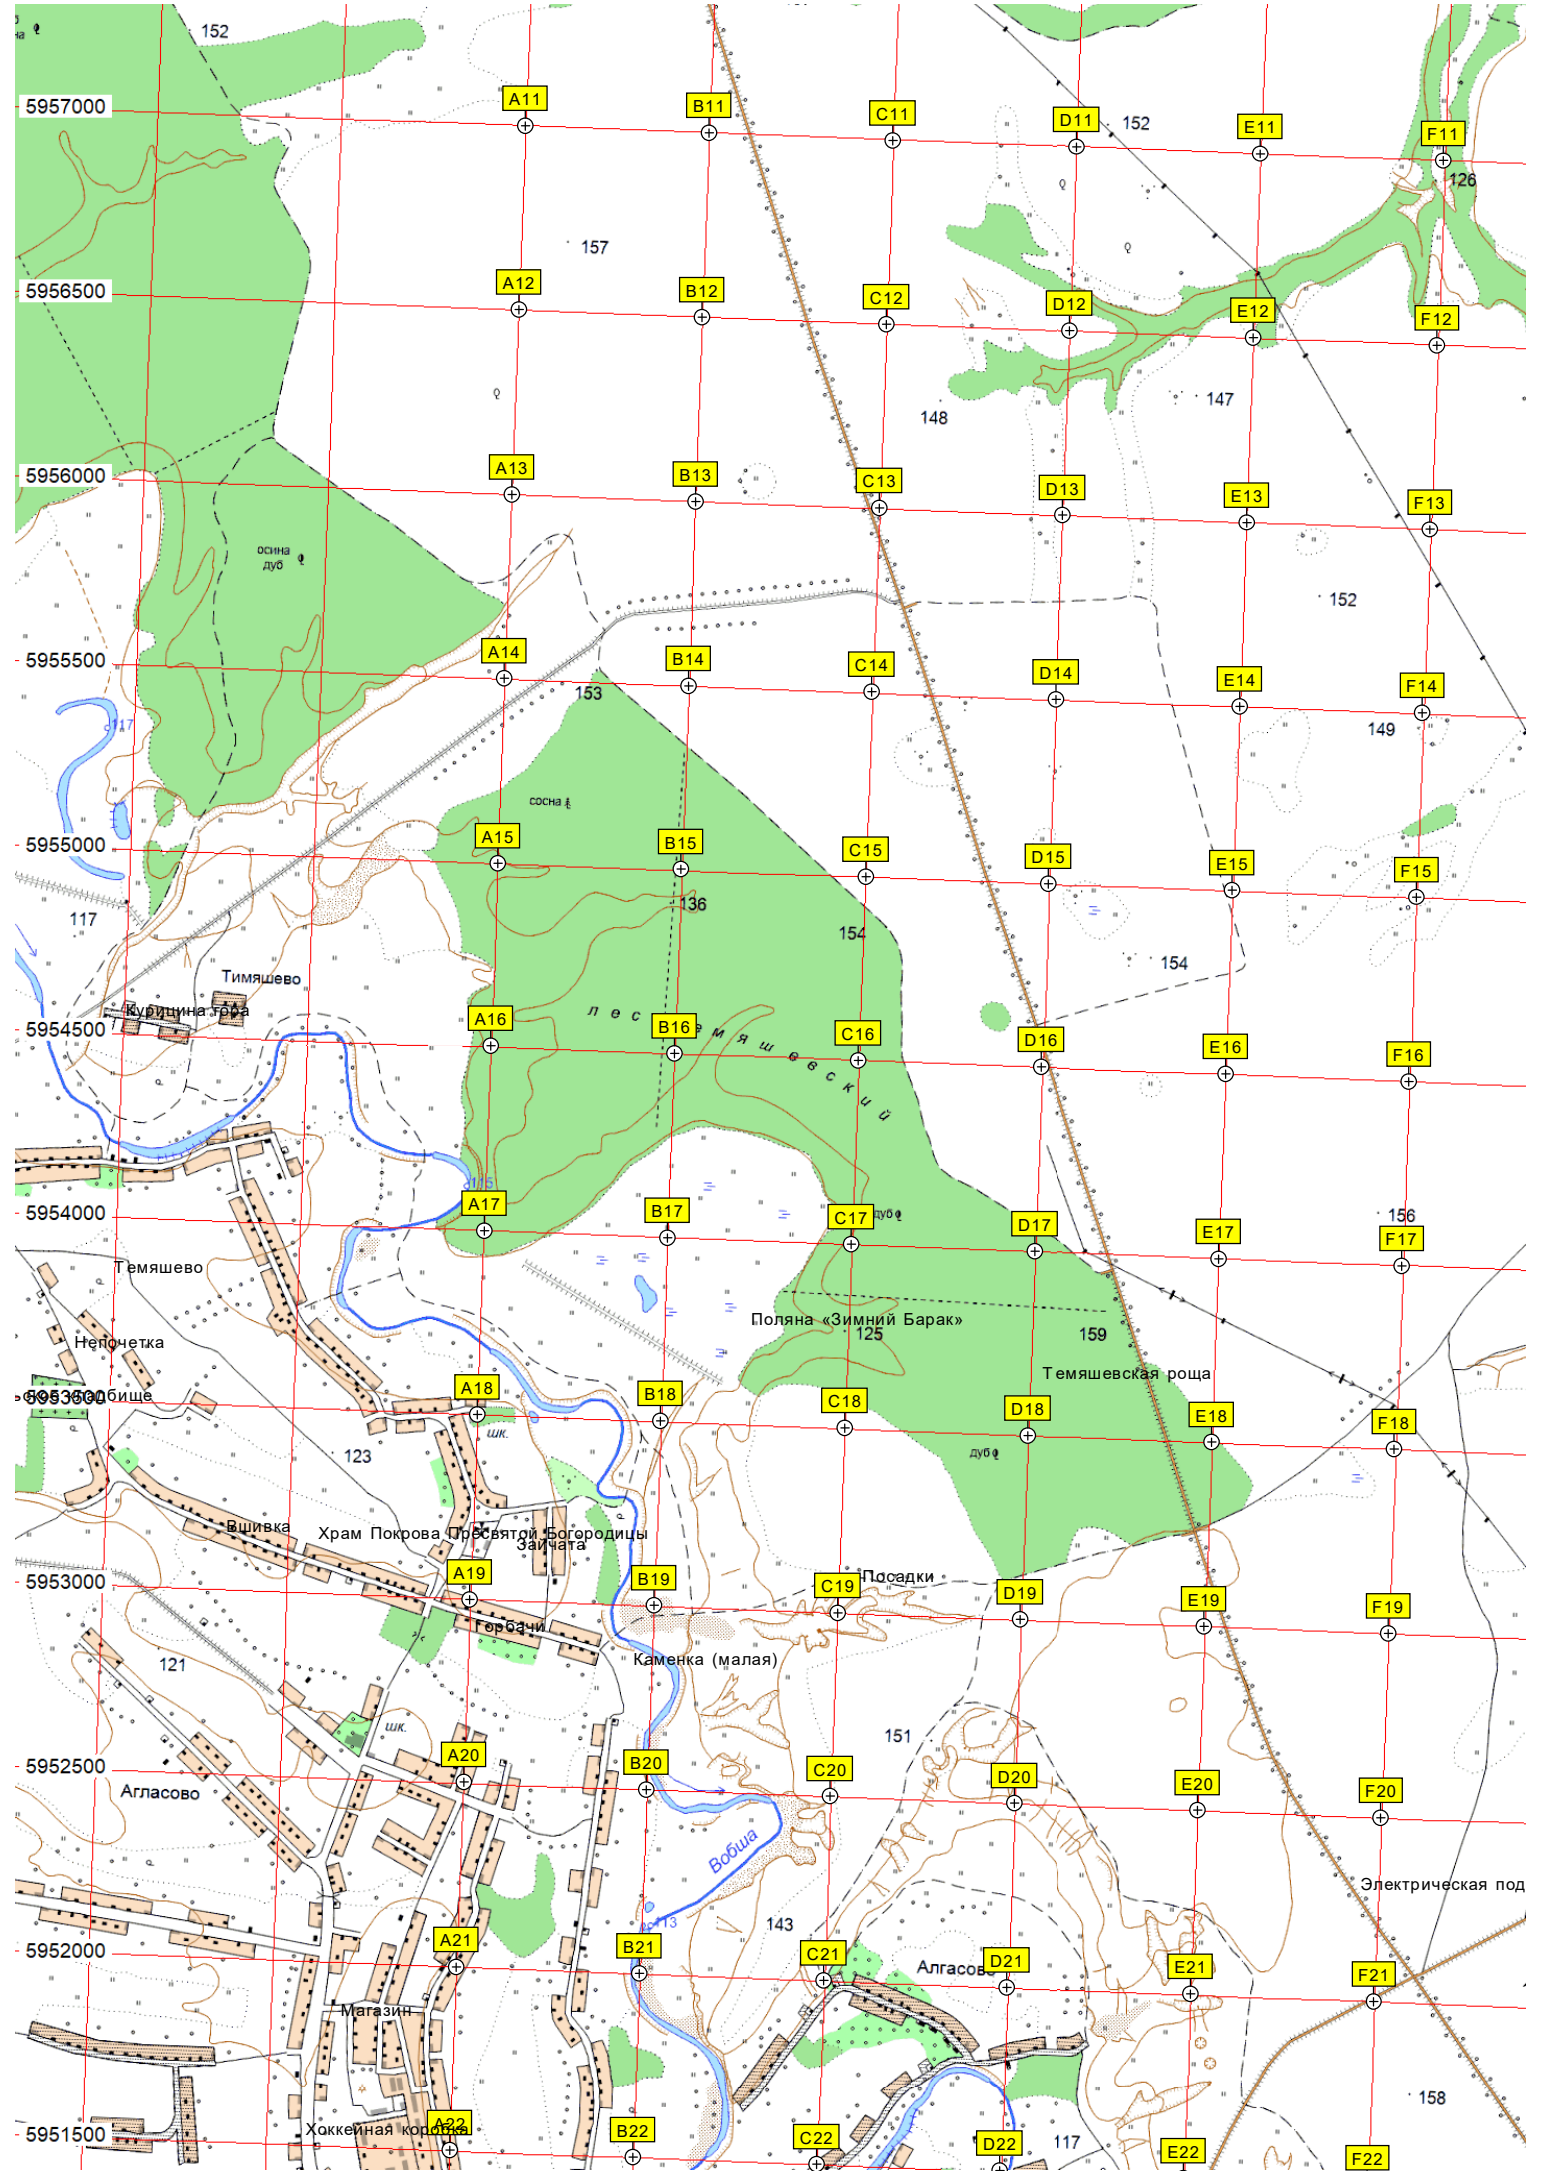 152
5957000
A11
B11
C11
D11
152
E11
F11
126
157
5956500
A12
B12
C12
D12
E12
F12
148
147
5956000
A13
B13
C13
D13
E13
F13
осина
дуб
152
5955500
A14
B14
C14
D14
E14
F14
153
117
149
сосна
5955000
A15
B15
C15
D15
E15
F15
136
117
154
154
Тимяшево
Курицина гора
лес
мяшевский
5954500
A16
B16
C16
D16
E16
F16
115
5954000
A17
B17
C17
дуб
D17
E17
156
F17
Темяшево
Поляна «Зимний Барак»
125
159
Непочетка
Темяшевская роща
5953500
A18
B18
C18
D18
E18
F18
шк.
123
дуб
Вшивка
Храм Покрова Пресвятой Богородицы
Зайчата
5953000
A19
B19
C19
Посадки
D19
E19
F19
Горбачи
121
Каменка (малая)
шк.
151
5952500
A20
B20
C20
D20
E20
F20
Агласово
Вобша
Электрическая под
113
143
5952000
A21
B21
C21
Алгасово
D21
E21
F21
Магазин
158
5951500
A22
Хоккейная коробка
B22
C22
D22
117
E22
F22